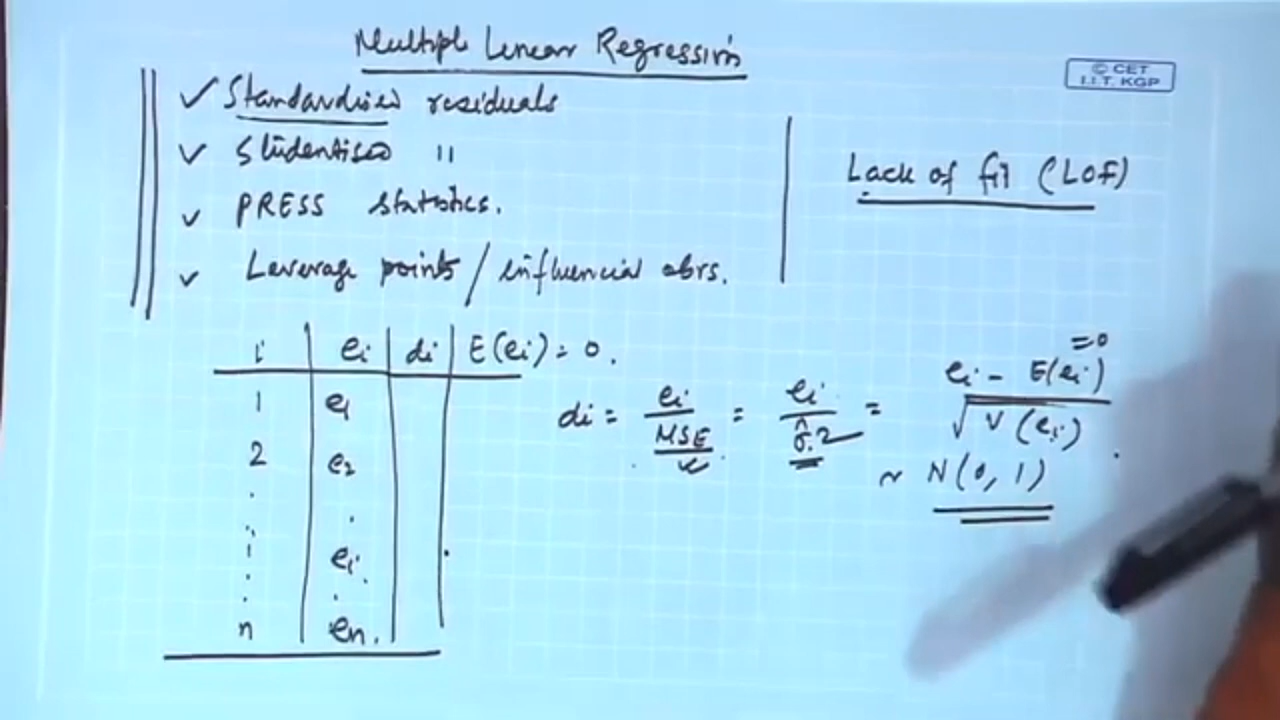 Multiple Linear Regression
© CET
I.I.T. KGP
✓ Standardised residuals
✓ Studentised "
✓ PRESS statistics.
✓ Leverage points / influencial obrs.
Lack of fit (LOF)
i | ei | di | E(ei) = 0.
1 e1
2 e2
. .
i ei
. .
n en.
di = ei/MSE = ei/σ̂² = (ei - E(ei))/√V(ei)
=0
~ N(0, 1)